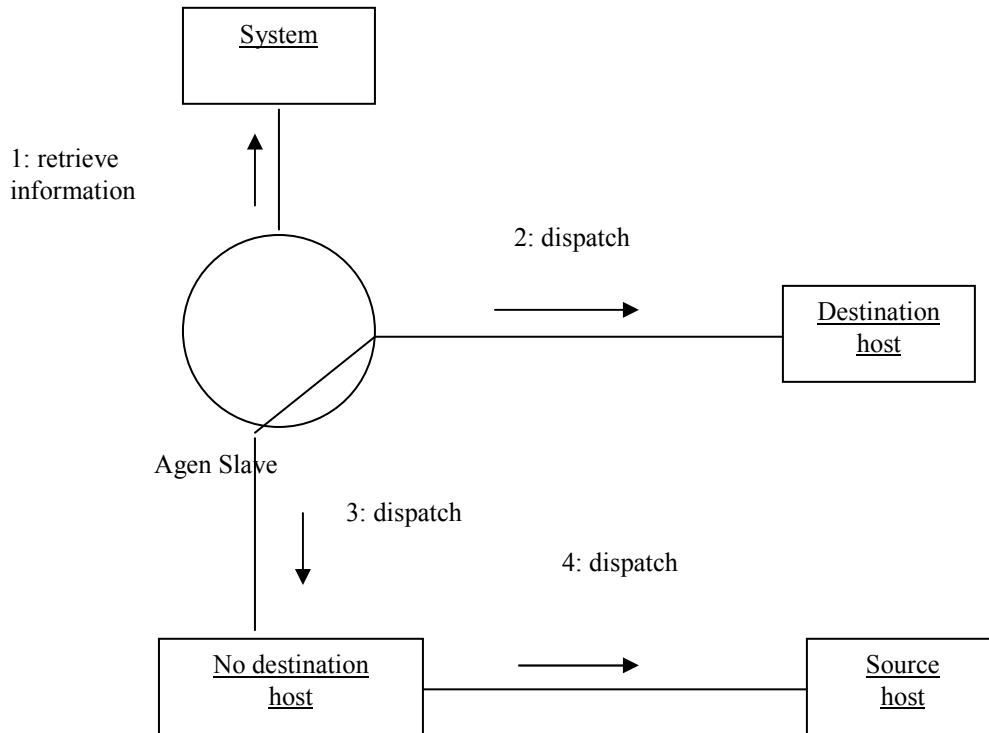 System
1: retrieve
information
2: dispatch
Destination
host
Agen Slave
3: dispatch
4: dispatch
No destination
host
Source
host